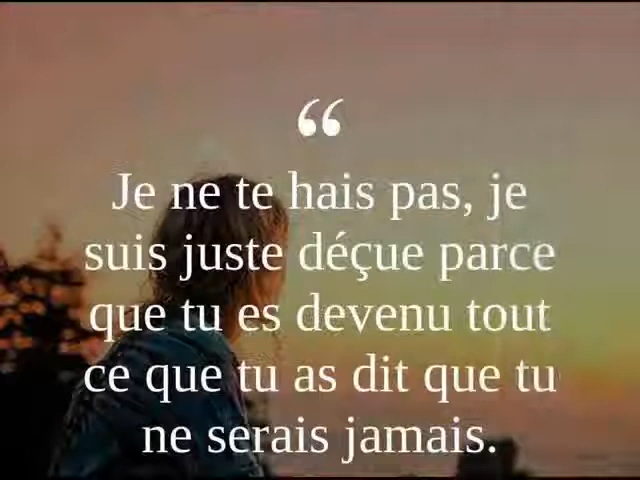 “
Je ne te hais pas, je
suis juste déçue parce
que tu es devenu tout
ce que tu as dit que tu
ne serais jamais.